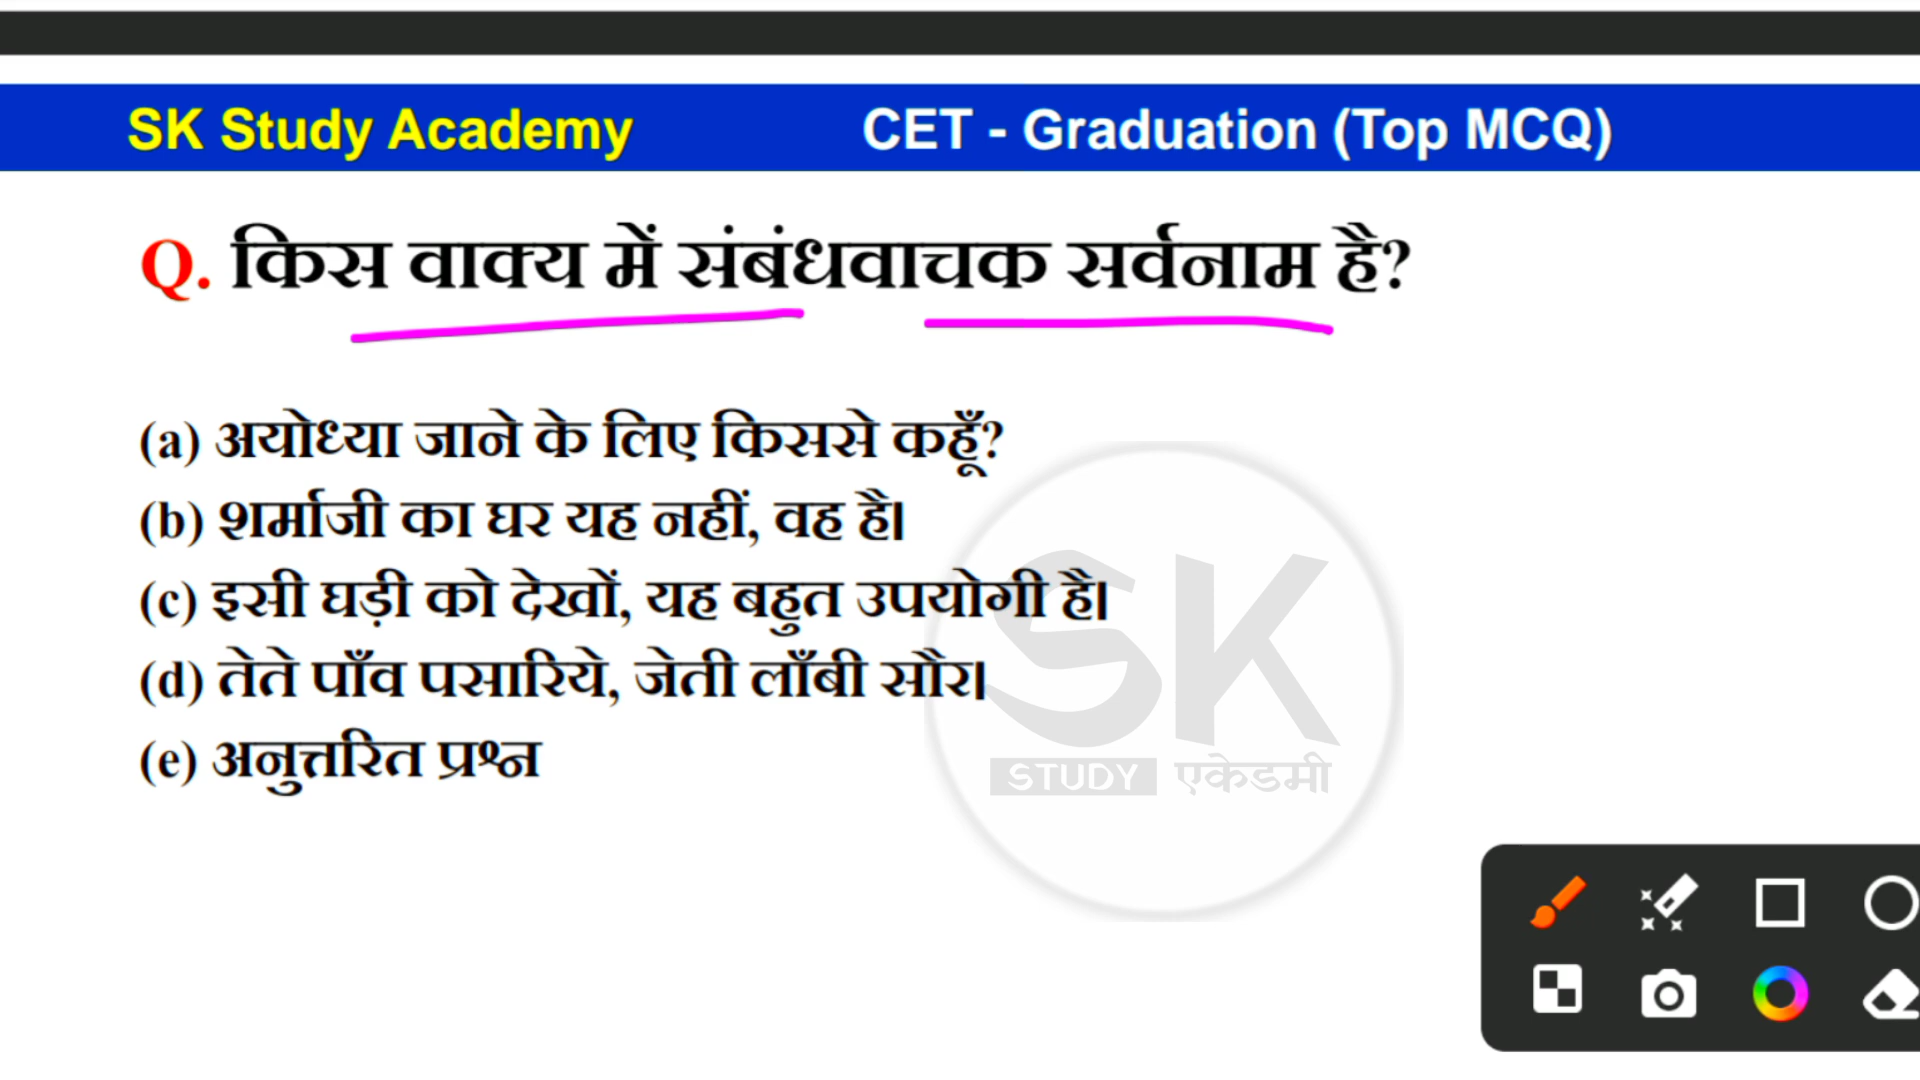 SK Study Academy CET - Graduation (Top MCQ)
Q. किस वाक्य में संबंधवाचक सर्वनाम है?
(a) अयोध्या जाने के लिए किससे कहूँ?
(b) शर्माजी का घर यह नहीं, वह है।
(c) इसी घड़ी को देखों, यह बहुत उपयोगी है।
(d) तेते पाँव पसारिये, जेती लाँबी सौर।
(e) अनुत्तरित प्रश्न
SK
STUDY एकेडमी